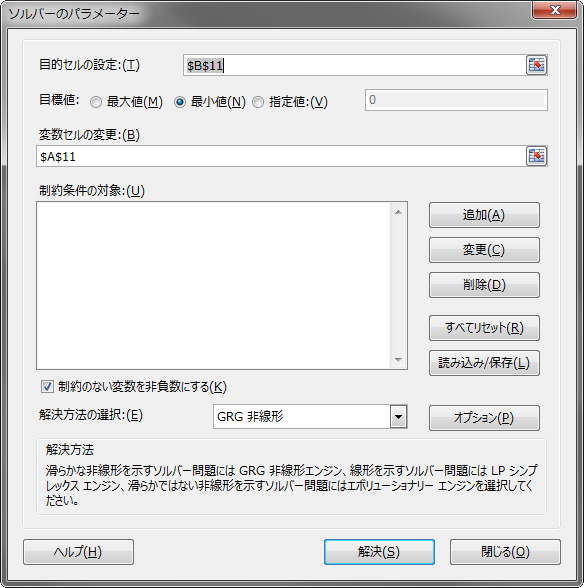 ソルバーのパラメーター
目的セルの設定:(T) $B$11
目標値: 最大値(M) 最小値(N) 指定値:(V) 0
変数セルの変更:(B)
$A$11
制約条件の対象:(U)
追加(A)
変更(C)
削除(D)
すべてリセット(R)
読み込み/保存(L)
制約のない変数を非負数にする(K)
解決方法の選択:(E) GRG 非線形 オプション(P)
解決方法
滑らかな非線形を示すソルバー問題には GRG 非線形エンジン、線形を示すソルバー問題には LP シンプ
レックス エンジン、滑らかではない非線形を示すソルバー問題にはエボリューショナリー エンジンを選択してく
ださい。
ヘルプ(H) 解決(S) 閉じる(O)